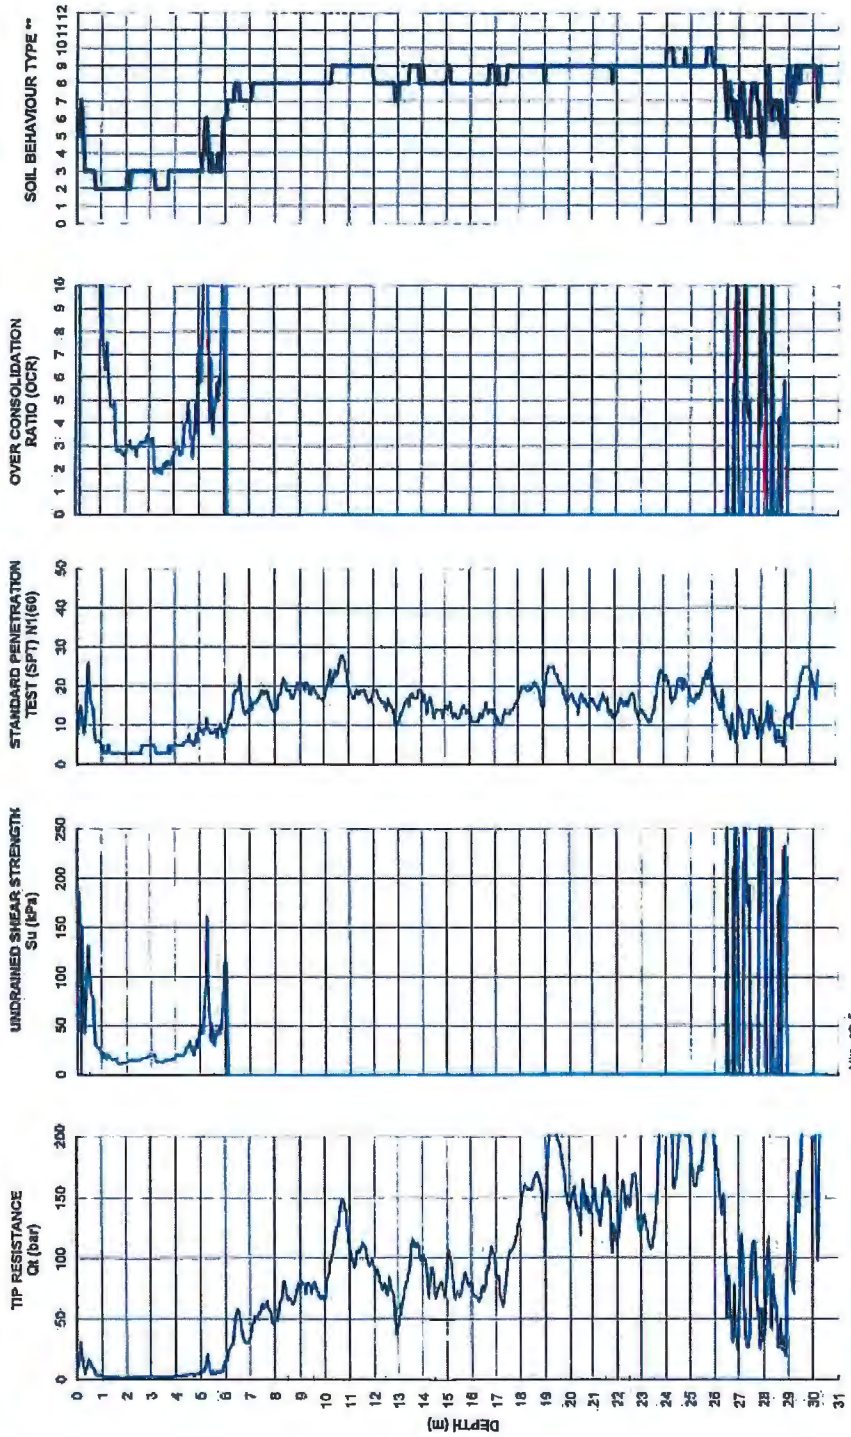 TIP RESISTANCE
Qt (bar)
0 50 100 150 200
UNDRAINED SHEAR STRENGTH
Su (kPa)
0 50 100 150 200 250
STANDARD PENETRATION
TEST (SPT) N1(60)
0 10 20 30 40 50
OVER CONSOLIDATION
RATIO (OCR)
0 1 2 3 4 5 6 7 8 9 10
SOIL BEHAVIOUR TYPE **
0 1 2 3 4 5 6 7 8 9 10 11 12
0 1 2 3 4 5 6 7 8 9 10 11 12 13 14 15 16 17 18 19 20 21 22 23 24 25 26 27 28 29 30 31
DEPTH (m)